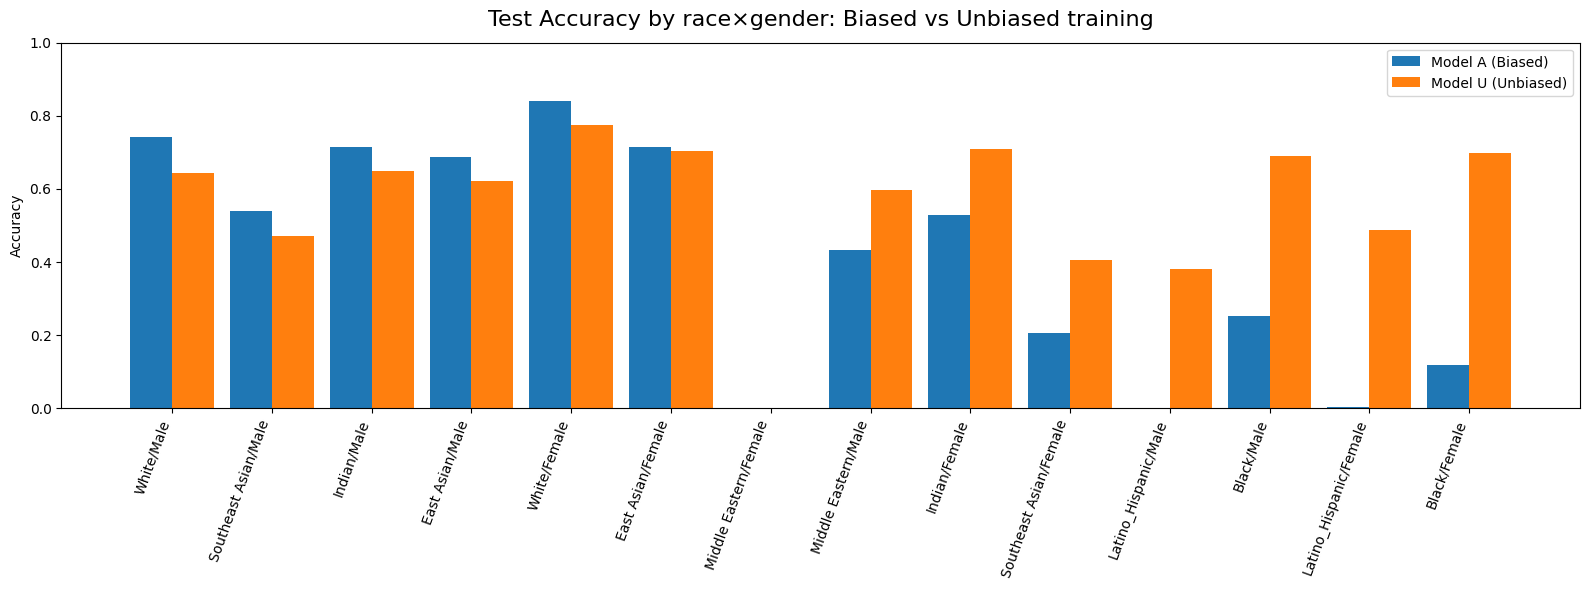 Test Accuracy by race×gender: Biased vs Unbiased training
Model A (Biased)
Model U (Unbiased)
Accuracy
1.0
0.8
0.6
0.4
0.2
0.0
White/Male
Southeast Asian/Male
Indian/Male
East Asian/Male
White/Female
East Asian/Female
Middle Eastern/Female
Middle Eastern/Male
Indian/Female
Southeast Asian/Female
Latino_Hispanic/Male
Black/Male
Latino_Hispanic/Female
Black/Female